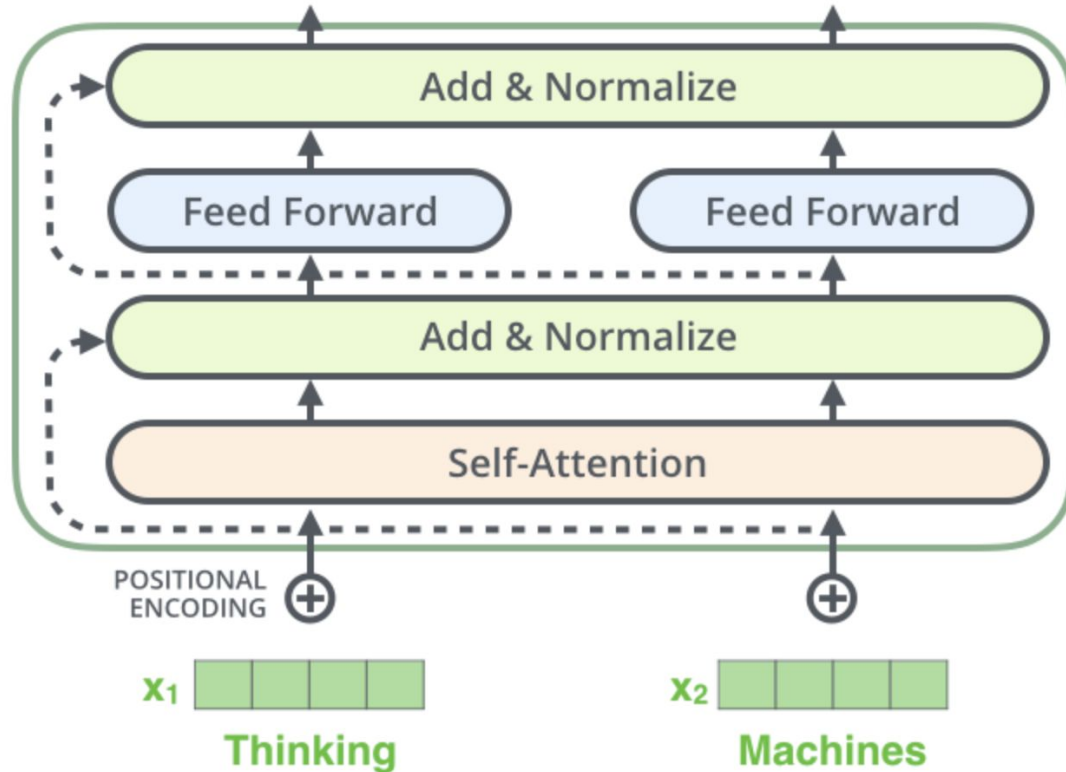 Add & Normalize
Feed Forward
Feed Forward
Add & Normalize
Self-Attention
POSITIONAL
ENCODING
x₁
x₂
Thinking
Machines